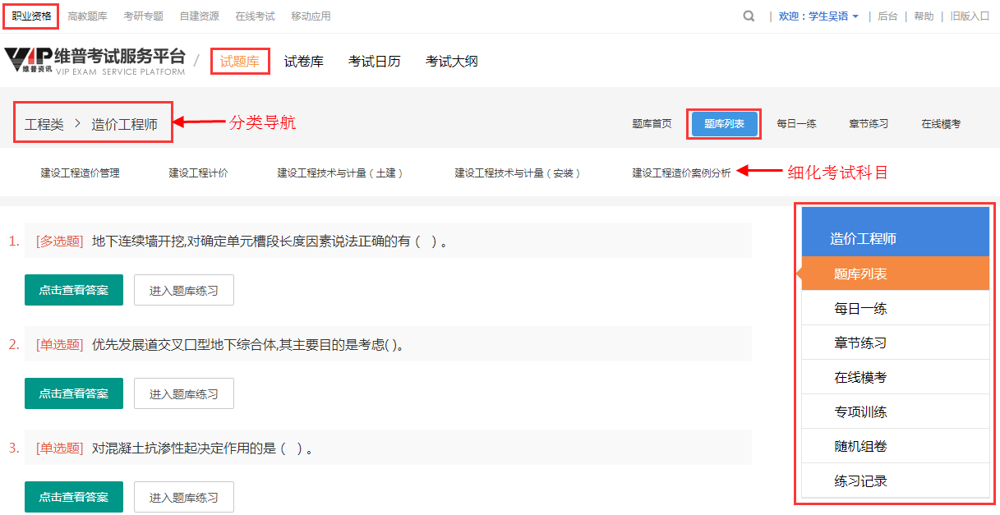 职业资格 高教题库 考研专题 自建资源 在线考试 移动应用 | 欢迎：学生吴语 | 后台 | 帮助 | 旧版入口
VIP 维普资讯 维普考试服务平台 / 试题库 试卷库 考试日历 考试大纲
VIP EXAM SERVICE PLATFORM
工程类 > 造价工程师 分类导航 题库首页 题库列表 每日一练 章节练习 在线模考
建设工程造价管理 建设工程计价 建设工程技术与计量（土建） 建设工程技术与计量（安装） 建设工程造价案例分析 细化考试科目
1. [多选题] 地下连续墙开挖,对确定单元槽段长度因素说法正确的有（ ）。
点击查看答案 进入题库练习
2. [单选题] 优先发展道交叉口型地下综合体,其主要目的是考虑( )。
点击查看答案 进入题库练习
3. [单选题] 对混凝土抗渗性起决定作用的是（ ）。
点击查看答案 进入题库练习
造价工程师
题库列表
每日一练
章节练习
在线模考
专项训练
随机组卷
练习记录